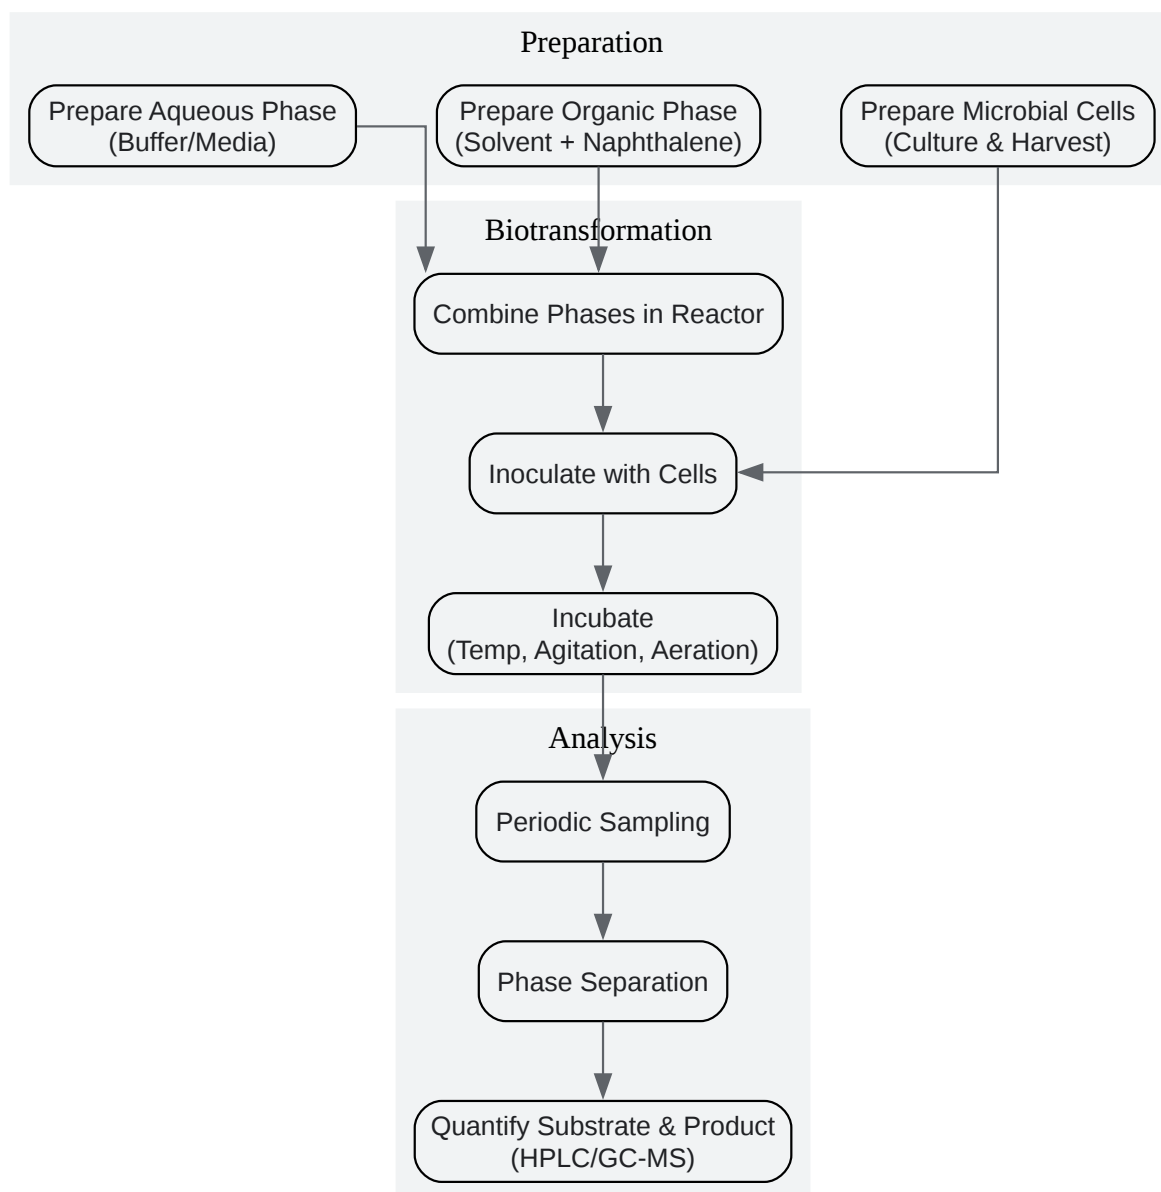 Preparation
Prepare Aqueous Phase
(Buffer/Media)
Prepare Organic Phase
(Solvent + Naphthalene)
Prepare Microbial Cells
(Culture & Harvest)
Biotransformation
Combine Phases in Reactor
Inoculate with Cells
Incubate
(Temp, Agitation, Aeration)
Analysis
Periodic Sampling
Phase Separation
Quantify Substrate & Product
(HPLC/GC-MS)